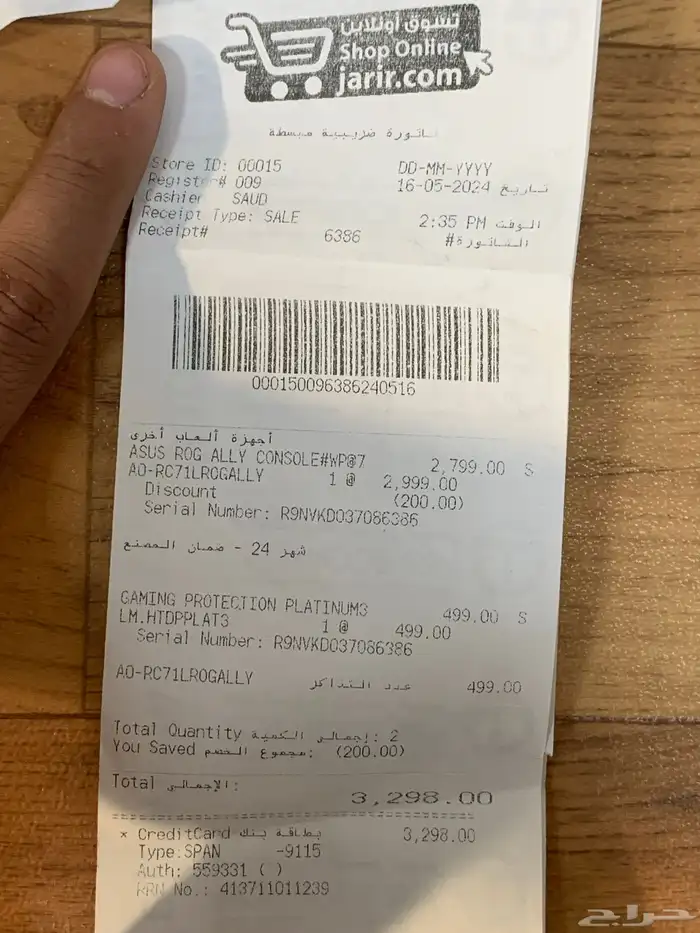 تسوق اونلاين
Shop Online
jarir.com
فاتورة ضريبية مبسطة
Store ID: 00015 DD-MM-YYYY
Register# 009 16-05-2024 تاريخ
Cashier SAUD
Receipt Type: SALE 2:35 PM الوقت
Receipt# 6386 الفاتورة#
000150096386240516
أجهزة ألعاب أخرى
ASUS ROG ALLY CONSOLE#WP@7 2,799.00 S
AO-RC71LROGALLY 1 @ 2,999.00
Discount (200.00)
Serial Number: R9NVKD037086386
شهر 24 - ضمان المصنع
GAMING PROTECTION PLATINUM3 499.00 S
LM.HTDPPLAT3 1 @ 499.00
Serial Number: R9NVKD037086386
AO-RC71LROGALLY عدد التذاكر 499.00
Total Quantity إجمالي الكمية: 2
You Saved مجموع الخصم: (200.00)
Total الإجمالي:
3,298.00
* CreditCard بطاقة بنك 3,298.00
Type:SPAN -9115
Auth: 559331 ( )
RRN No.: 413711011239
حراج